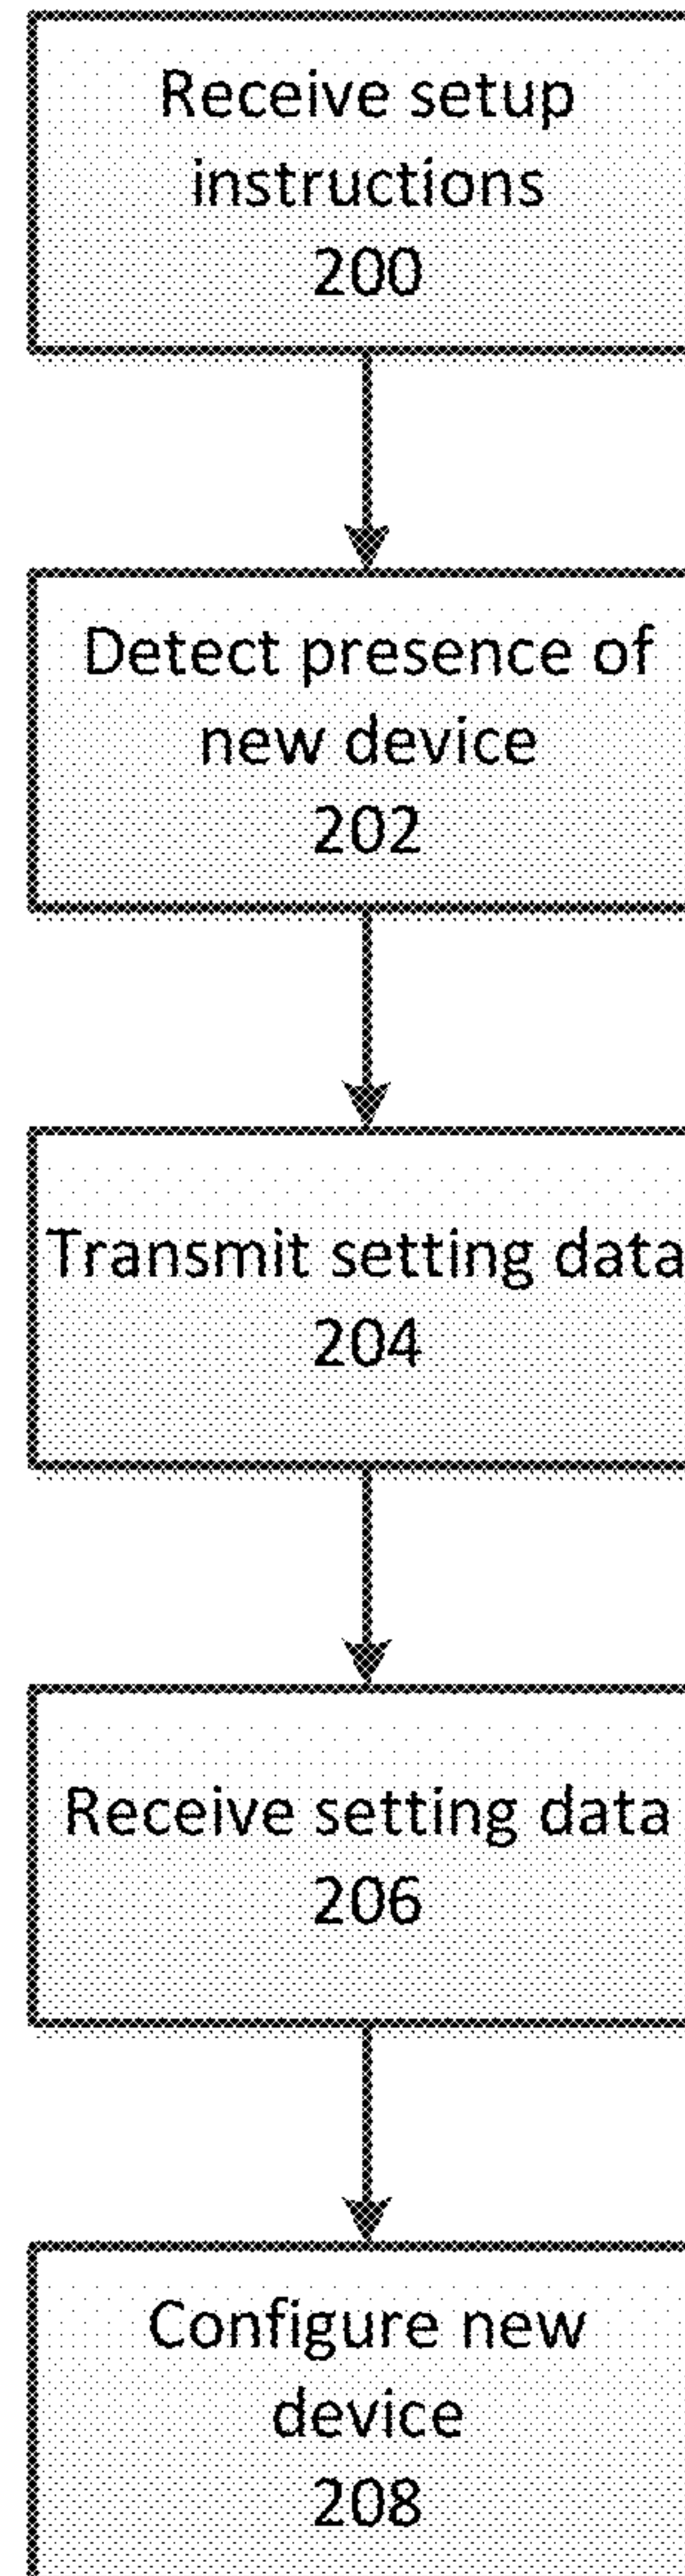 Receive setup
instructions
200
Detect presence of
new device
202
Transmit setting data
204
Receive setting data
206
Configure new
device
208